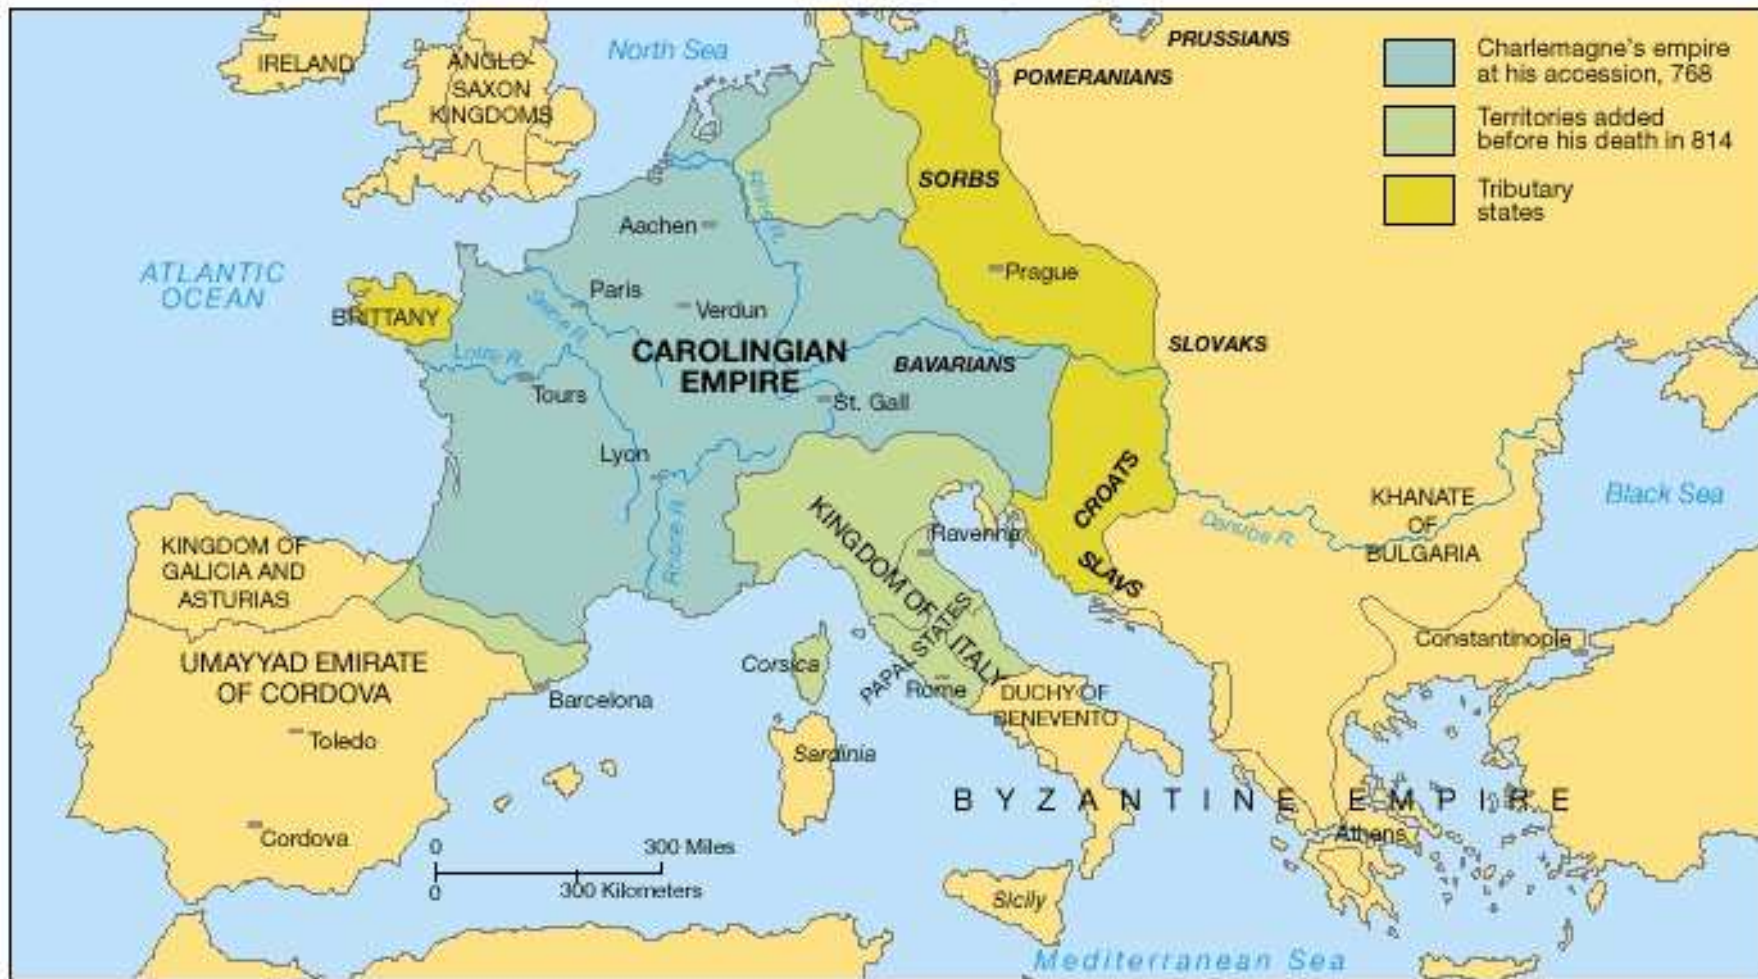 North Sea
IRELAND
ANGLO-
SAXON
KINGDOMS
PRUSSIANS
POMERANIANS
Charlemagne's empire
at his accession, 768
Territories added
before his death in 814
Tributary
states
SORBS
Rhine R.
Aachen
ATLANTIC
OCEAN
Prague
Paris
Verdun
Seine R.
BRITTANY
SLOVAKS
Loire R.
CAROLINGIAN
EMPIRE
BAVARIANS
Tours
St. Gall
Lyon
CROATS
SLAVS
KHANATE
OF
BULGARIA
Black Sea
Danube R.
Rhone R.
KINGDOM OF
GALICIA AND
ASTURIAS
KINGDOM OF ITALY
Ravenna
PAPAL STATES
Constantinople
UMAYYAD EMIRATE
OF CORDOVA
Corsica
Rome
DUCHY OF
BENEVENTO
Barcelona
Toledo
Sardinia
BYZANTINE EMPIRE
Athens
Cordova
0 300 Miles
0 300 Kilometers
Sicily
Mediterranean Sea